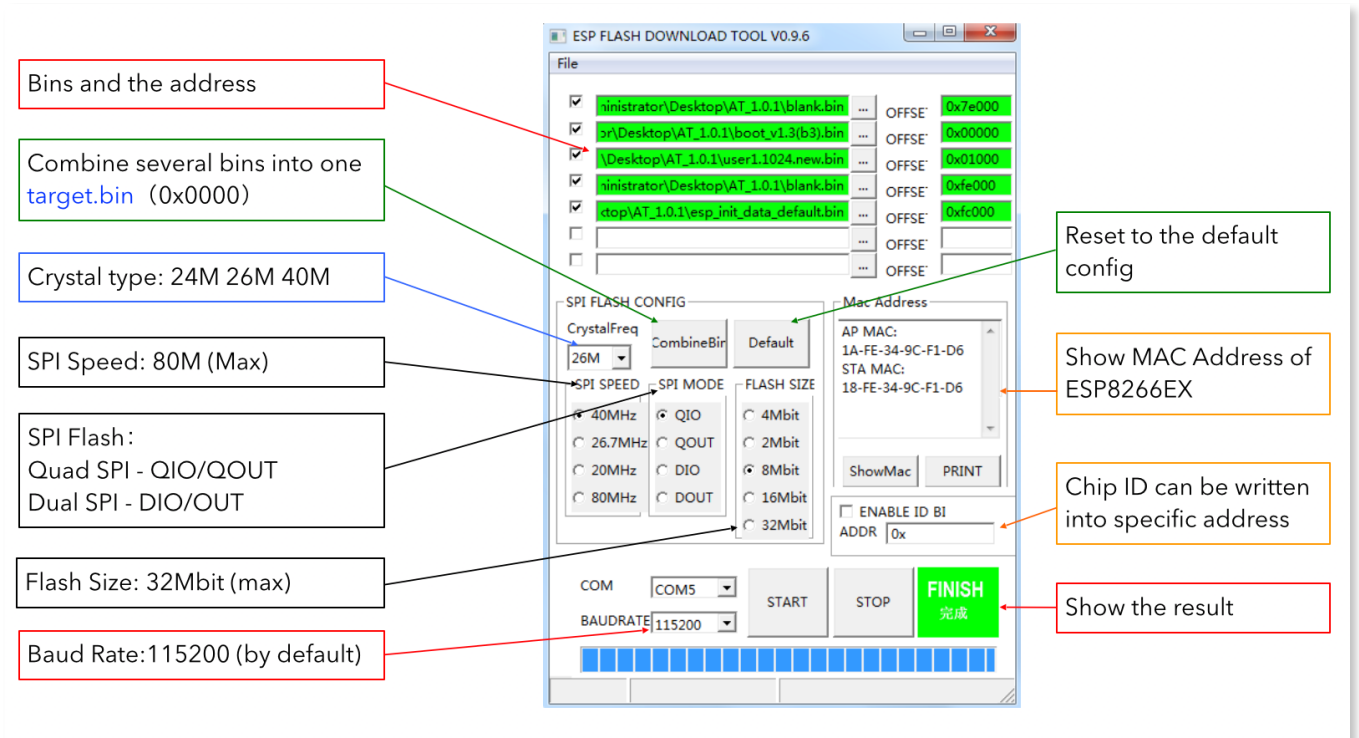 ESP FLASH DOWNLOAD TOOL V0.9.6
File
Bins and the address
Combine several bins into one
target.bin（0x0000）
Crystal type: 24M 26M 40M
SPI Speed: 80M (Max)
SPI Flash：
Quad SPI - QIO/QOUT
Dual SPI - DIO/OUT
Flash Size: 32Mbit (max)
Baud Rate:115200 (by default)
ninistrator\Desktop\AT_1.0.1\blank.bin ... OFFSE 0x7e000
or\Desktop\AT_1.0.1\boot_v1.3(b3).bin ... OFFSE 0x00000
\Desktop\AT_1.0.1\user1.1024.new.bin ... OFFSE 0x01000
ninistrator\Desktop\AT_1.0.1\blank.bin ... OFFSE 0xfe000
ctop\AT_1.0.1\esp_init_data_default.bin ... OFFSE 0xfc000
... OFFSE
... OFFSE
SPI FLASH CONFIG
CrystalFreq
26M
CombineBin
Default
SPI SPEED
40MHz
26.7MHz
20MHz
80MHz
SPI MODE
QIO
QOUT
DIO
DOUT
FLASH SIZE
4Mbit
2Mbit
8Mbit
16Mbit
32Mbit
Mac Address
AP MAC:
1A-FE-34-9C-F1-D6
STA MAC:
18-FE-34-9C-F1-D6
ShowMac
PRINT
ENABLE ID BI
ADDR 0x
COM COM5
BAUDRATE 115200
START
STOP
FINISH
完成
Reset to the default
config
Show MAC Address of
ESP8266EX
Chip ID can be written
into specific address
Show the result